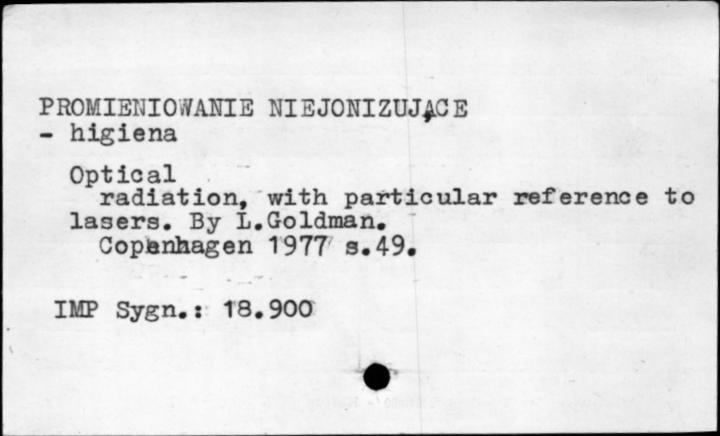 PROMIENIOWANIE NIEJONIZUJĄCE
- higiena
Optical
radiation, with particular reference to
lasers. By L.Goldman.
Copenhagen 1977 s.49.
IMP Sygn.: 18.900